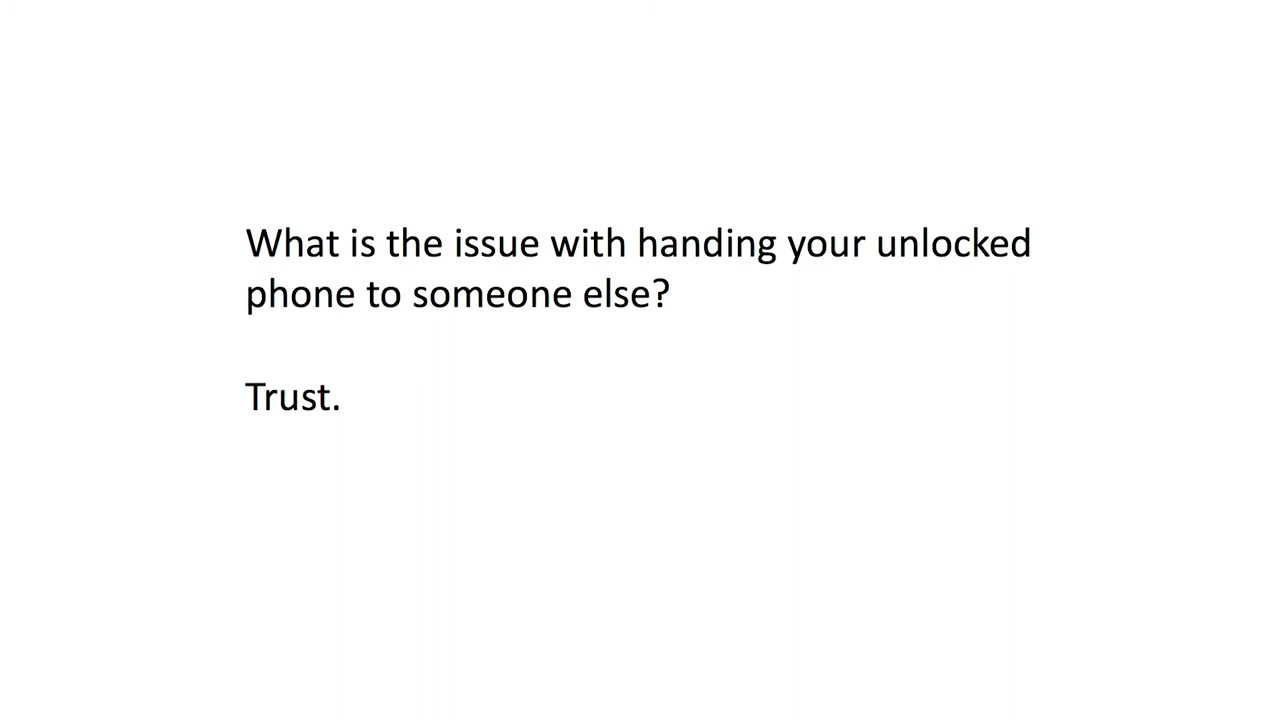 What is the issue with handing your unlocked
phone to someone else?
Trust.